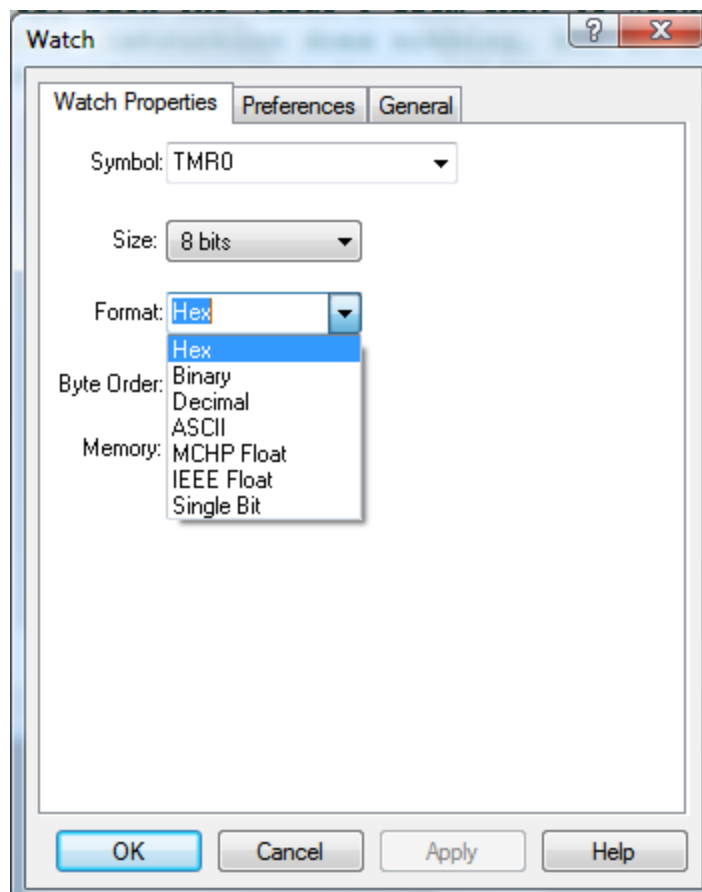 Watch
Watch Properties Preferences General
Symbol: TMR0
Size: 8 bits
Format: Hex
Hex
Byte Order: Binary
Decimal
ASCII
Memory: MCHP Float
IEEE Float
Single Bit
OK Cancel Apply Help